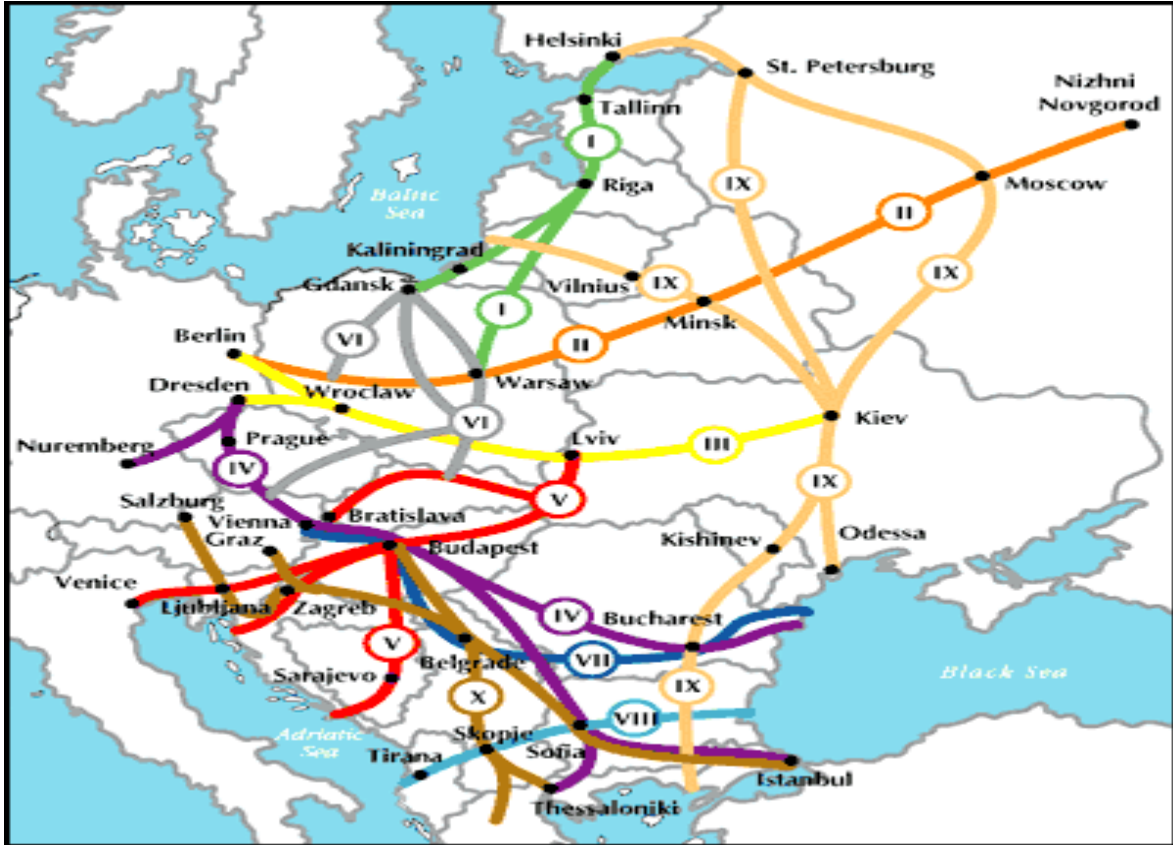 Helsinki
St. Petersburg
Nizhni
Novgorod
Tallinn
I
Riga
IX
Moscow
II
Baltic
Sea
Kaliningrad
IX
Gdansk
Vilnius
IX
I
Minsk
VI
II
Berlin
Dresden
Wroclaw
Warsaw
Kiev
VI
Nuremberg
Prague
Lviv
III
IV
IX
Salzburg
V
Vienna
Bratislava
Graz
Budapest
Kishinev
Odessa
Venice
Ljubljana
Zagreb
IV
Bucharest
V
Belgrade
VII
Sarajevo
Black Sea
X
IX
VIII
Adriatic
Sea
Skopje
Tirana
Sofia
Istanbul
Thessaloniki